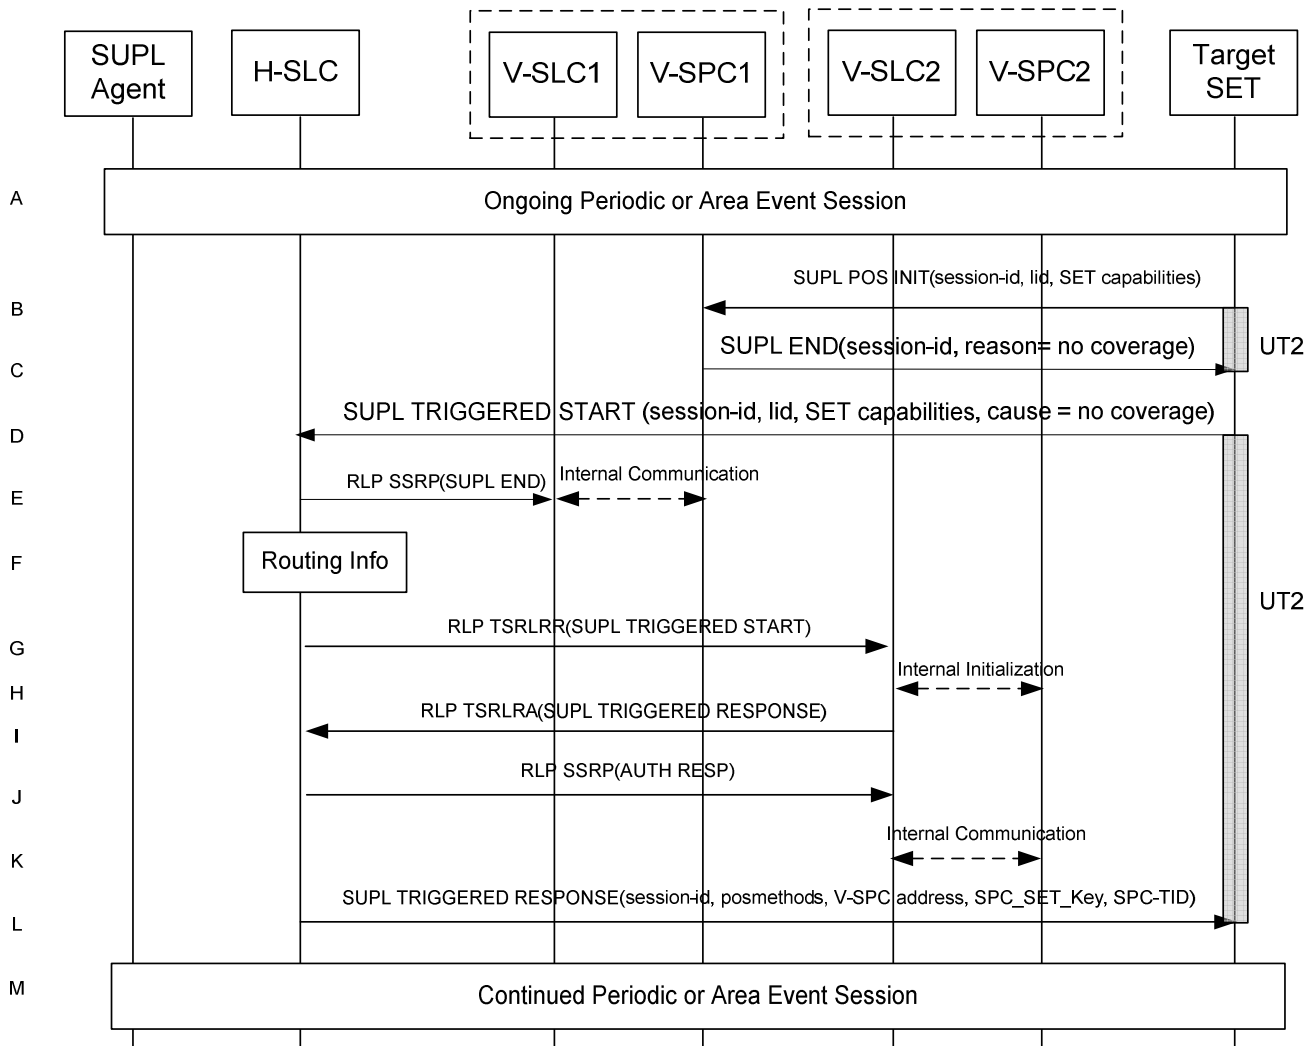 SUPL
Agent
H-SLC
V-SLC1
V-SPC1
V-SLC2
V-SPC2
Target
SET
A
Ongoing Periodic or Area Event Session
SUPL POS INIT(session-id, lid, SET capabilities)
B
SUPL END(session-id, reason= no coverage)
UT2
C
SUPL TRIGGERED START (session-id, lid, SET capabilities, cause = no coverage)
D
RLP SSRP(SUPL END)
Internal Communication
E
Routing Info
F
UT2
RLP TSRLRR(SUPL TRIGGERED START)
G
Internal Initialization
H
RLP TSRLRA(SUPL TRIGGERED RESPONSE)
I
RLP SSRP(AUTH RESP)
J
Internal Communication
K
SUPL TRIGGERED RESPONSE(session-id, posmethods, V-SPC address, SPC_SET_Key, SPC-TID)
L
M
Continued Periodic or Area Event Session